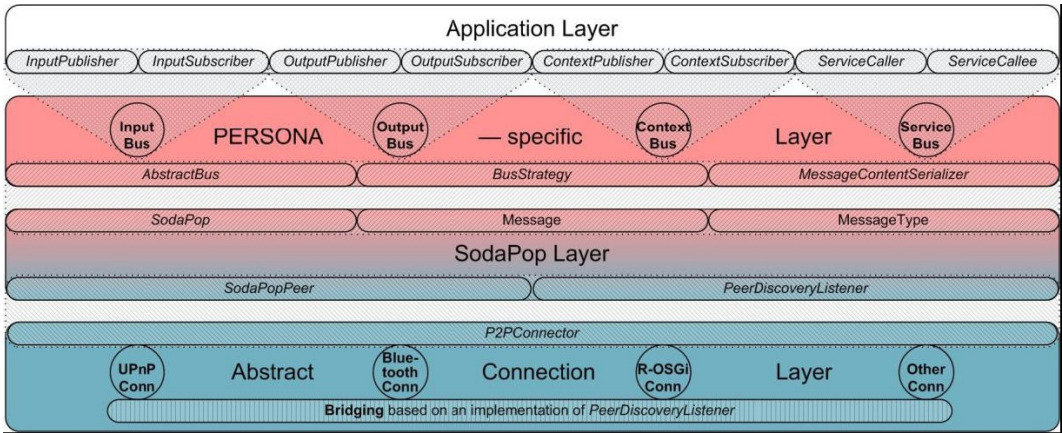 Application Layer
InputPublisher InputSubscriber OutputPublisher OutputSubscriber ContextPublisher ContextSubscriber ServiceCaller ServiceCallee
Input Bus PERSONA Output Bus — specific Context Bus Layer Service Bus
AbstractBus BusStrategy MessageContentSerializer
SodaPop Message MessageType
SodaPop Layer
SodaPopPeer PeerDiscoveryListener
P2PConnector
UPnP Conn Abstract Blue-tooth Conn Connection R-OSGi Conn Layer Other Conn
Bridging based on an implementation of PeerDiscoveryListener